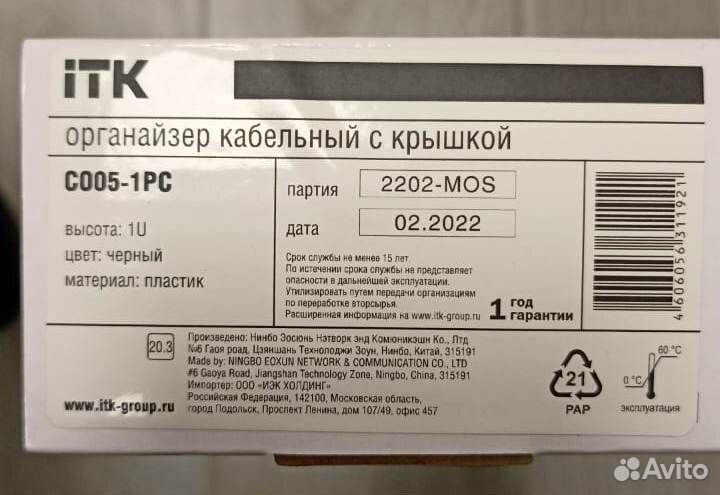 iTK
органайзер кабельный с крышкой
CO05-1PC
высота: 1U
цвет: черный
материал: пластик
партия 2202-MOS
дата 02.2022
Срок службы не менее 15 лет.
По истечении срока службы не представляет
опасности в дальнейшей эксплуатации.
Утилизировать путем передачи организациям
по переработке вторсырья.
Расширенная информация на www.itk-group.ru
1 год гарантии
4606056311921
20.3
www.itk-group.ru
Произведено: Нинбо Эосюнь Нэтворк энд Комюникэшн Ко., Лтд
№6 Гаоя роад, Цзяншань Технолоджи Зоун, Нинбо, Китай, 315191
Made by: NINGBO EOXUN NETWORK & COMMUNICATION CO., LTD
#6 Gaoya Road, Jiangshan Technology Zone, Ningbo, China, 315191
Импортер: ООО «ИЭК ХОЛДИНГ»
Российская Федерация, 142100, Московская область,
город Подольск, Проспект Ленина, дом 107/49, офис 457
21
PAP
60 °C
0 °C
эксплуатация
Avito